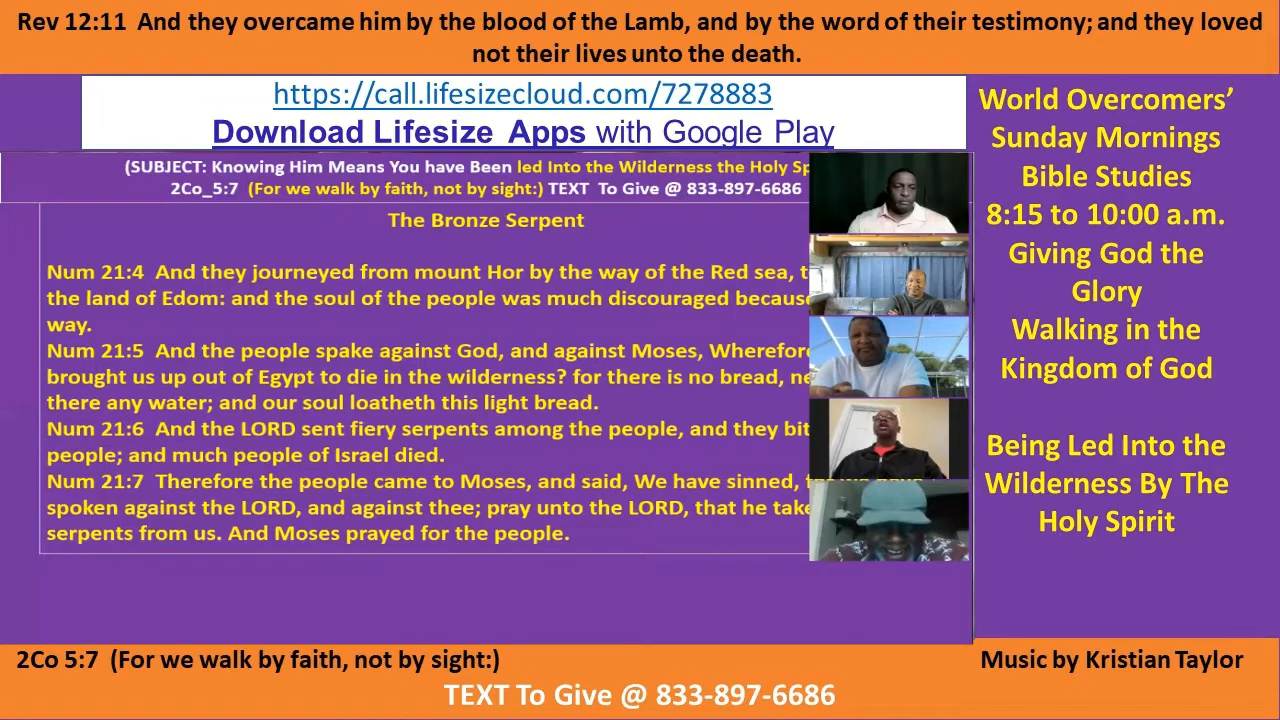 Rev 12:11  And they overcame him by the blood of the Lamb, and by the word of their testimony; and they loved
not their lives unto the death.
https://call.lifesizecloud.com/7278883
Download Lifesize Apps with Google Play
(SUBJECT: Knowing Him Means You have Been led Into the Wilderness the Holy Sp
2Co_5:7  (For we walk by faith, not by sight:) TEXT  To Give @ 833-897-6686
The Bronze Serpent
Num 21:4  And they journeyed from mount Hor by the way of the Red sea,
the land of Edom: and the soul of the people was much discouraged because
way.
Num 21:5  And the people spake against God, and against Moses, Wherefore
brought us up out of Egypt to die in the wilderness? for there is no bread,
there any water; and our soul loatheth this light bread.
Num 21:6  And the LORD sent fiery serpents among the people, and they bit
people; and much people of Israel died.
Num 21:7  Therefore the people came to Moses, and said, We have sinned,
spoken against the LORD, and against thee; pray unto the LORD, that he take
serpents from us. And Moses prayed for the people.
World Overcomers’
Sunday Mornings
Bible Studies
8:15 to 10:00 a.m.
Giving God the
Glory
Walking in the
Kingdom of God
Being Led Into the
Wilderness By The
Holy Spirit
2Co 5:7  (For we walk by faith, not by sight:)
Music by Kristian Taylor
TEXT To Give @ 833-897-6686